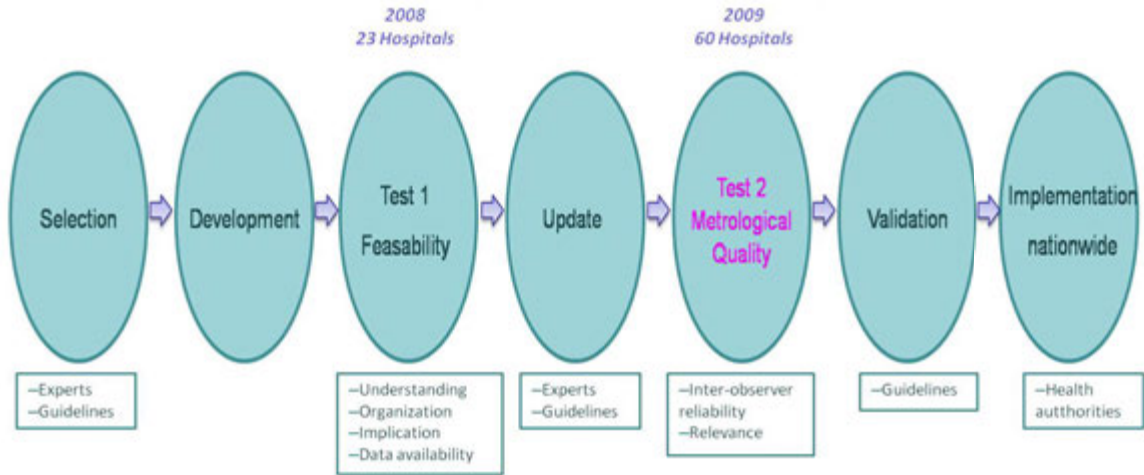 2008
23 Hospitals
2009
60 Hospitals
Selection
Development
Test 1
Feasability
Update
Test 2
Metrological
Quality
Validation
Implementation
nationwide
–Experts
–Guidelines
–Understanding
–Organization
–Implication
–Data availability
–Experts
–Guidelines
–Inter-observer
reliability
–Relevance
–Guidelines
–Health
autthorities